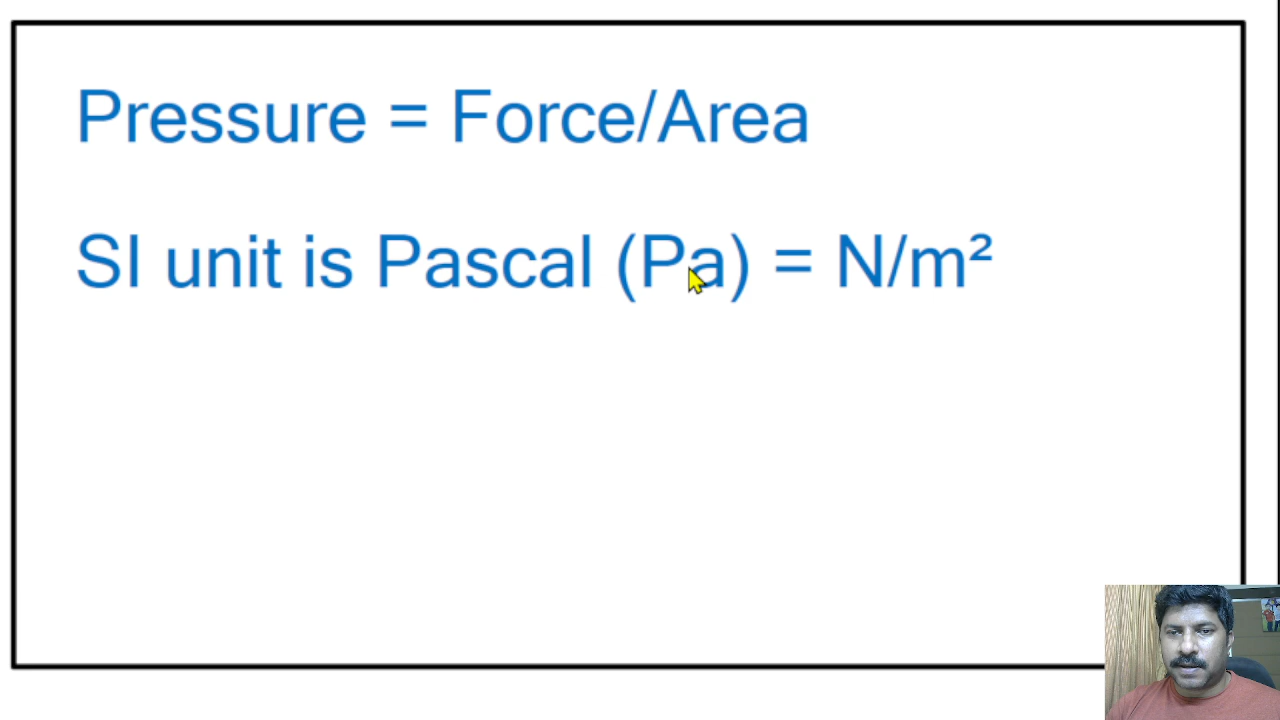 Pressure = Force/Area
SI unit is Pascal (Pa) = N/m²